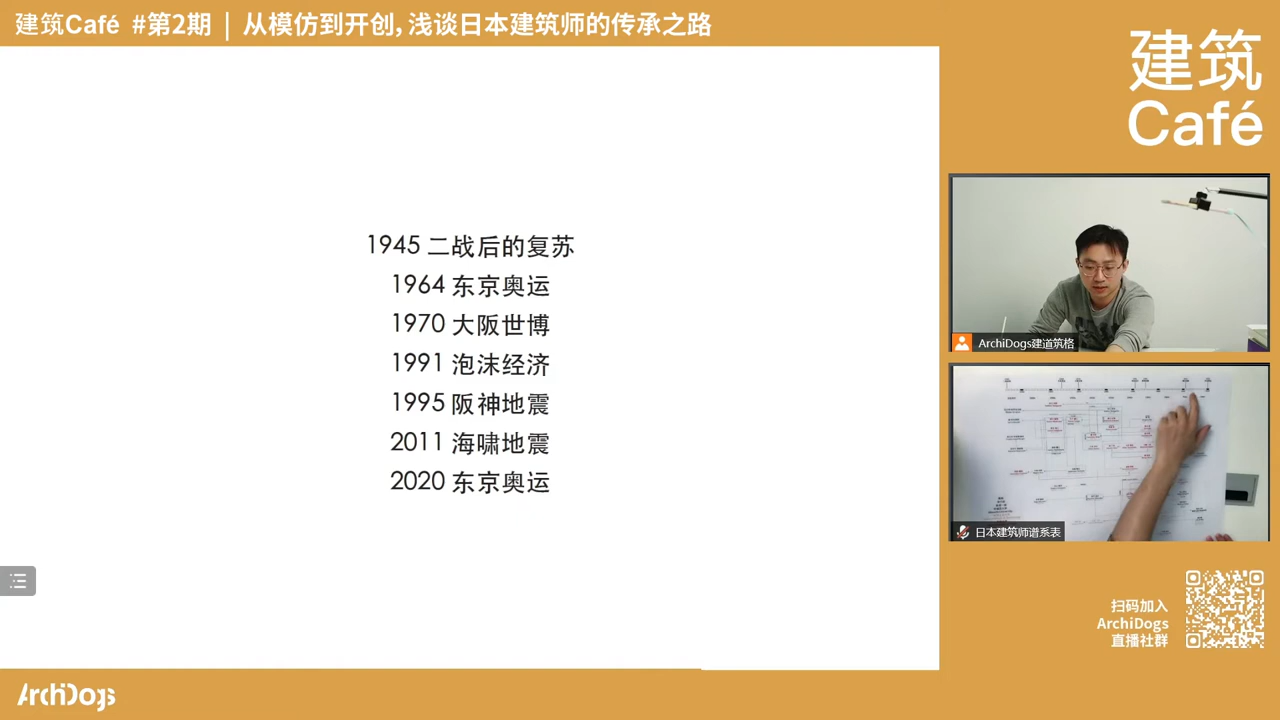 建筑Café #第2期 | 从模仿到开创，浅谈日本建筑师的传承之路
建筑
Café
1945 二战后的复苏
1964 东京奥运
1970 大阪世博
1991 泡沫经济
1995 阪神地震
2011 海啸地震
2020 东京奥运
ArchiDogs建道筑格
日本建筑师谱系表
扫码加入
ArchiDogs
直播社群
ArchiDogs